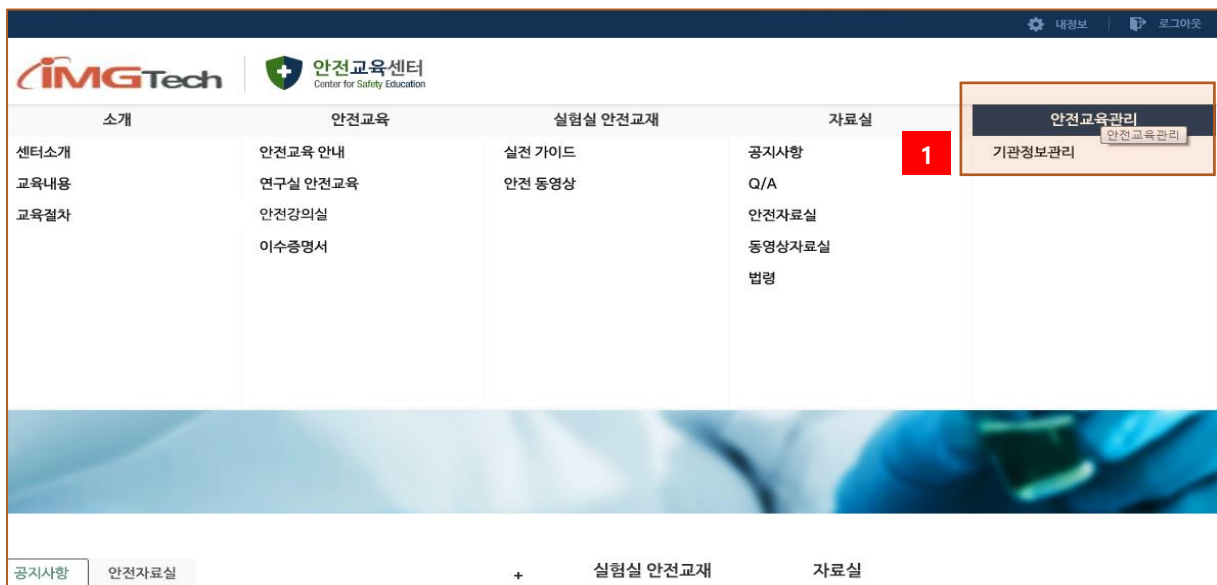 내정보 | 로그아웃
iMGTech 안전교육센터
Center for Safety Education
소개 안전교육 실험실 안전교재 자료실 안전교육관리
안전교육관리
센터소개 안전교육 안내 실전 가이드 공지사항 1 기관정보관리
교육내용 연구실 안전교육 안전 동영상 Q/A
교육절차 안전강의실 안전자료실
이수증명서 동영상자료실
법령
공지사항 안전자료실 + 실험실 안전교재 자료실